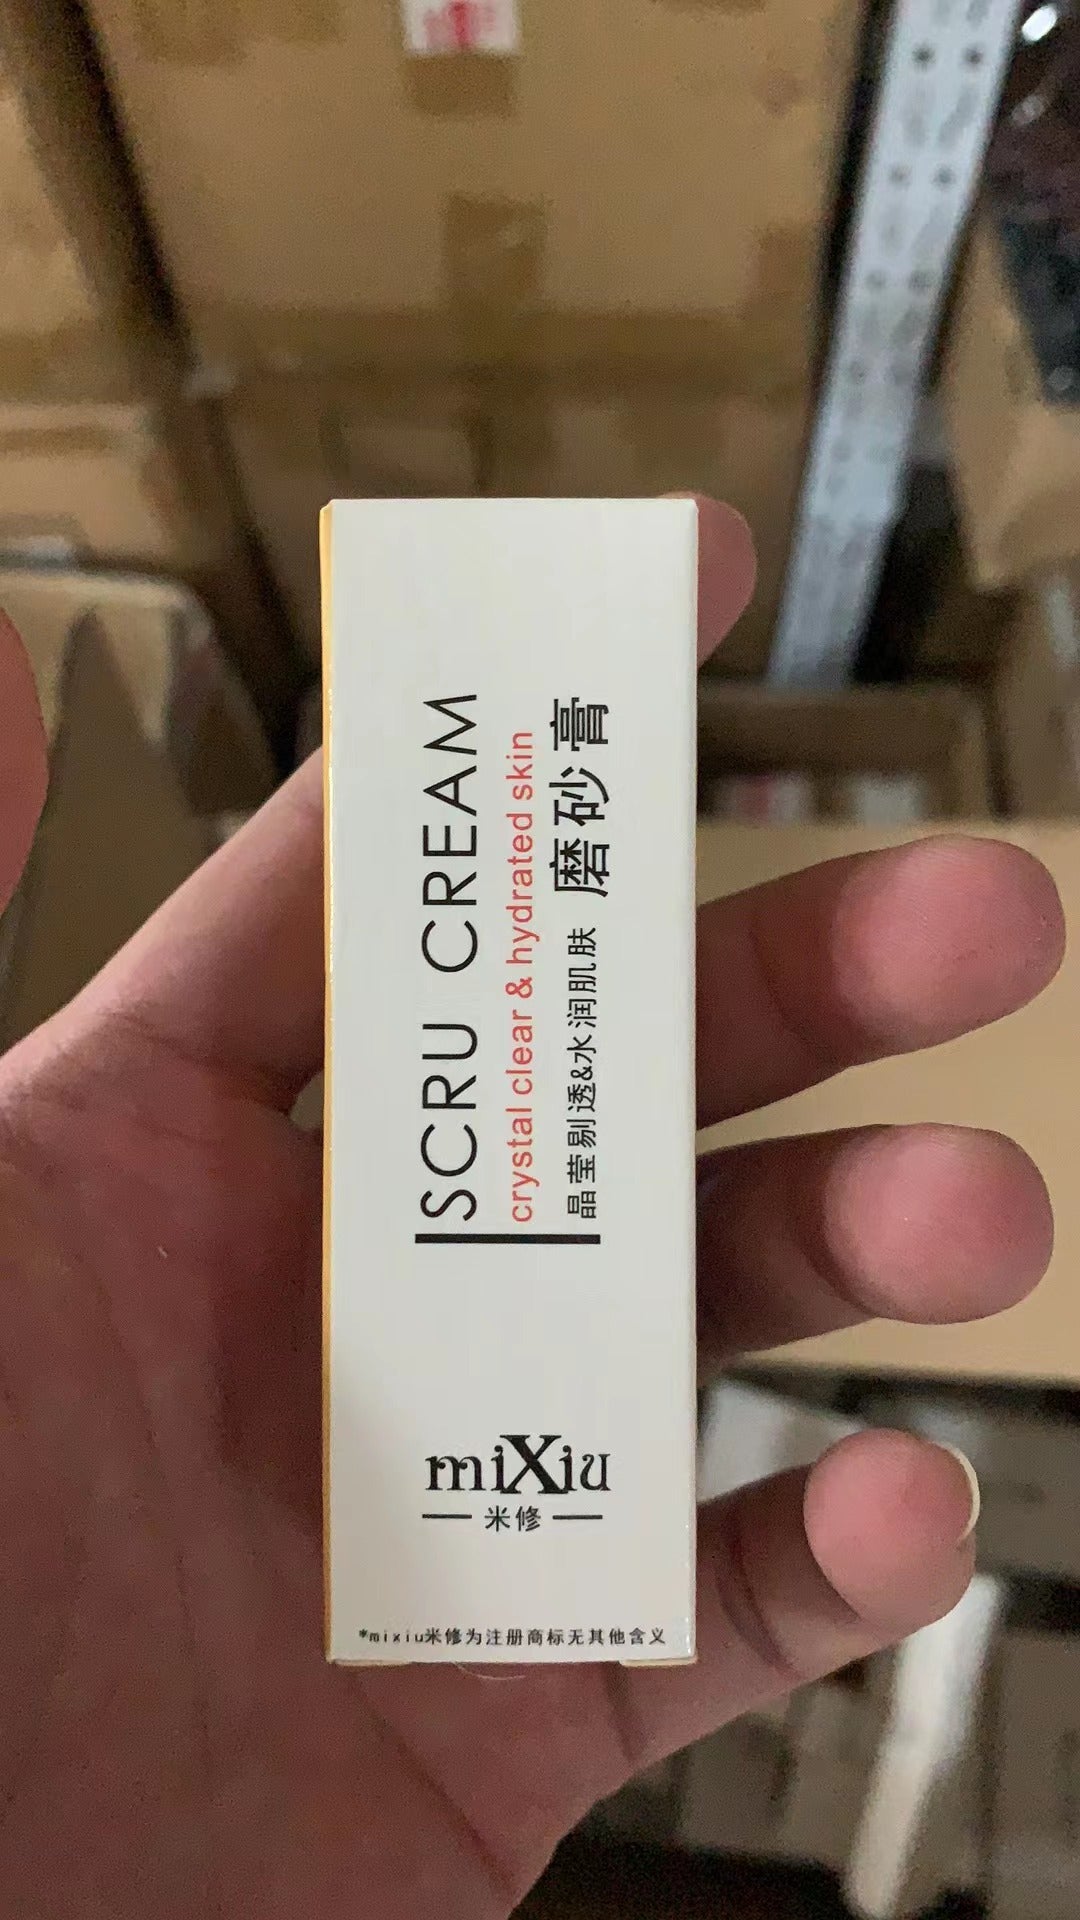 SCRU CREAM
crystal clear & hydrated skin
晶莹剔透&水润肌肤 磨砂膏
miXiu
米修
*mixiu米修为注册商标无其他含义